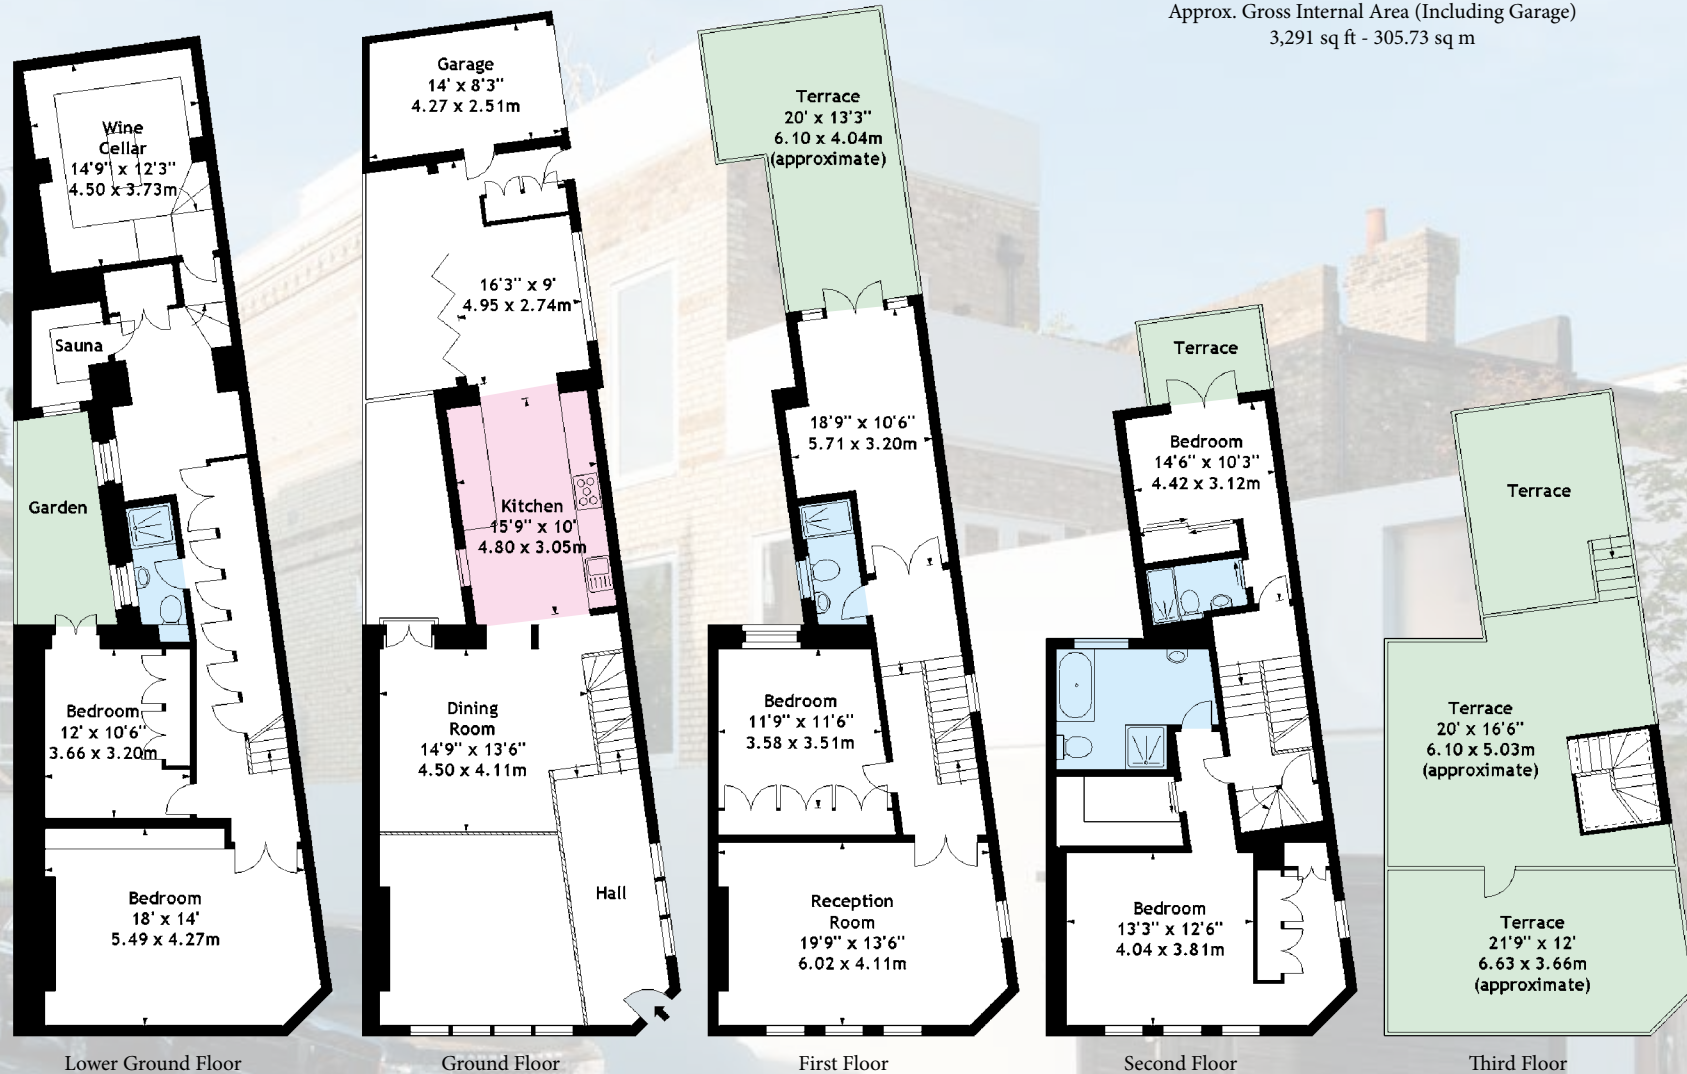 Approx. Gross Internal Area (Including Garage)
3,291 sq ft - 305.73 sq m
Wine
Cellar
14'9" x 12'3"
4.50 x 3.73m
Sauna
Garden
Bedroom
12' x 10'6"
3.66 x 3.20m
Bedroom
18' x 14'
5.49 x 4.27m
Lower Ground Floor
Garage
14' x 8'3"
4.27 x 2.51m
16'3" x 9'
4.95 x 2.74m
Kitchen
15'9" x 10'
4.80 x 3.05m
Dining
Room
14'9" x 13'6"
4.50 x 4.11m
Hall
Ground Floor
Terrace
20' x 13'3"
6.10 x 4.04m
(approximate)
18'9" x 10'6"
5.71 x 3.20m
Bedroom
11'9" x 11'6"
3.58 x 3.51m
Reception
Room
19'9" x 13'6"
6.02 x 4.11m
First Floor
Terrace
Bedroom
14'6" x 10'3"
4.42 x 3.12m
Bedroom
13'3" x 12'6"
4.04 x 3.81m
Second Floor
Terrace
Terrace
20' x 16'6"
6.10 x 5.03m
(approximate)
Terrace
21'9" x 12'
6.63 x 3.66m
(approximate)
Third Floor